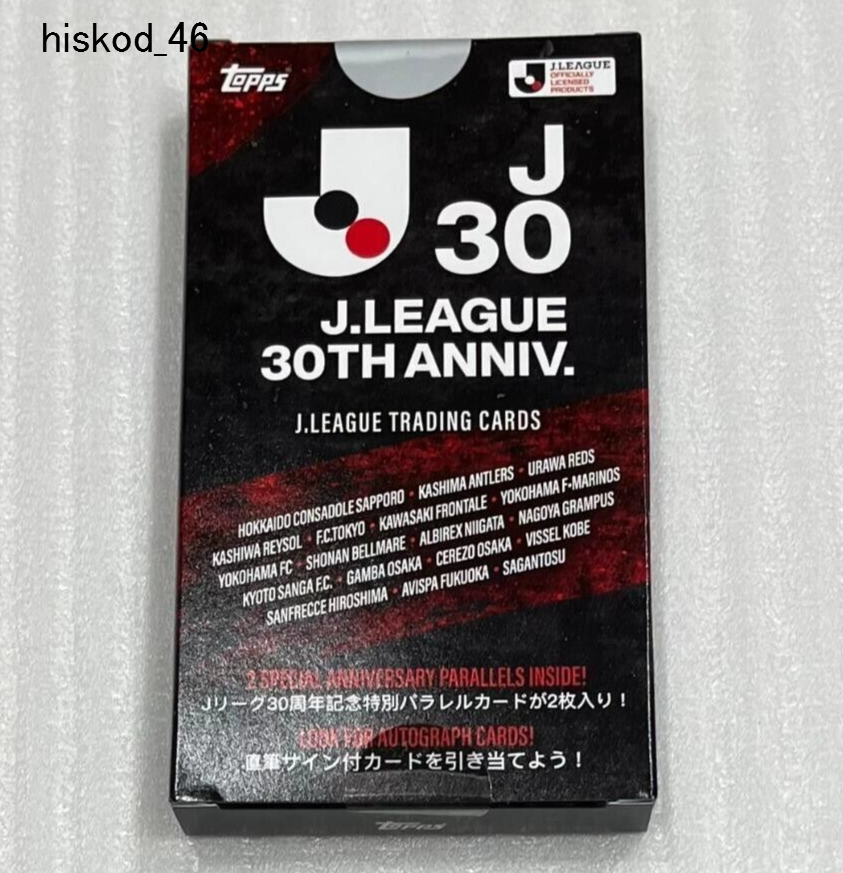 hiskod_46
TOPPS
J.LEAGUE
OFFICIALLY
LICENSED
PRODUCTS
J
30
J.LEAGUE
30TH ANNIV.
J.LEAGUE TRADING CARDS
HOKKAIDO CONSADOLE SAPPORO • KASHIMA ANTLERS • URAWA REDS
KASHIWA REYSOL • F.C.TOKYO • KAWASAKI FRONTALE • YOKOHAMA F·MARINOS
YOKOHAMA FC • SHONAN BELLMARE • ALBIREX NIIGATA • NAGOYA GRAMPUS
KYOTO SANGA F.C. • GAMBA OSAKA • CEREZO OSAKA • VISSEL KOBE
SANFRECCE HIROSHIMA • AVISPA FUKUOKA • SAGANTOSU
2 SPECIAL ANNIVERSARY PARALLELS INSIDE!
Jリーグ30周年記念特別パラレルカードが2枚入り！
LOOK FOR AUTOGRAPH CARDS!
直筆サイン付カードを引き当てよう！
TOPPS